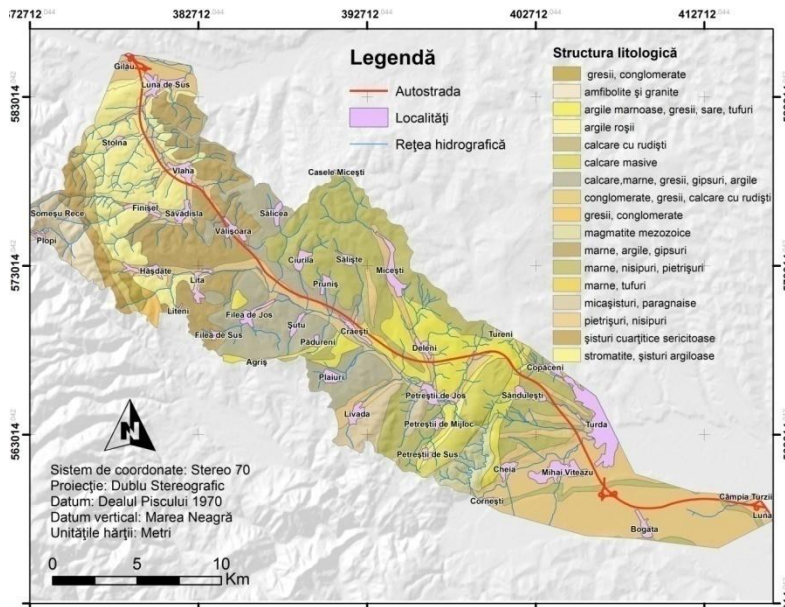 372712
382712
392712
402712
412712
583014
573014
563014
Legendă
Autostrada
Localități
Rețea hidrografică
Structura litologică
gresii, conglomerate
amfibolite și granite
argile marnoase, gresii, sare, tufuri
argile roșii
calcare cu rudiști
calcare masive
calcare,marne, gresii, gipsuri, argile
conglomerate, gresii, calcare cu rudiști
gresii, conglomerate
magmatite mezozoice
marne, argile, gipsuri
marne, nisipuri, pietrișuri
marne, tufuri
micașisturi, paragnaise
pietrișuri, nisipuri
șisturi cuarțitice sericitoase
stromatite, șisturi argiloase
Gilău
Luna de Sus
Stolna
Vlaha
Casele Micești
Finișel
Săvădisla
Sălicea
Someșu Rece
Plopi
Vălișoara
Ciurila
Săliște
Micești
Hășdate
Lita
Pruniș
Liteni
Filea de Jos
Șutu
Crăești
Filea de Sus
Pădureni
Tureni
Deleni
Agriș
Copăceni
Plaiuri
Petreștii de Jos
Săndulești
Livada
Turda
Petreștii de Mijloc
Petreștii de Sus
Cheia
Mihai Viteazu
Cornești
Câmpia Turzii
Luna
Bogata
N
Sistem de coordonate: Stereo 70
Proiecție: Dublu Stereografic
Datum: Dealul Piscului 1970
Datum vertical: Marea Neagră
Unitățile hărții: Metri
0 5 10
Km